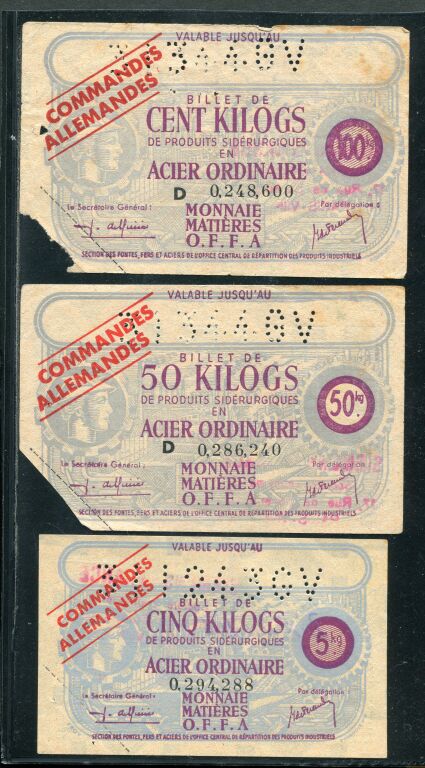 VALABLE JUSQU'AU
COMMANDES
ALLEMANDES
BILLET DE
CENT KILOGS
DE PRODUITS SIDÉRURGIQUES
EN
ACIER ORDINAIRE
100
D 0,248,600
Le Secrétaire Général :
MONNAIE
MATIÈRES
O.F.F.A
Par délégation :
SECTION DES FONTES, FERS ET ACIERS DE L'OFFICE CENTRAL DE RÉPARTITION DES PRODUITS INDUSTRIELS
VALABLE JUSQU'AU
COMMANDES
ALLEMANDES
BILLET DE
50 KILOGS
DE PRODUITS SIDÉRURGIQUES
EN
ACIER ORDINAIRE
50 kg
D 0,286,240
Le Secrétaire Général :
MONNAIE
MATIÈRES
O.F.F.A
Par délégation :
SECTION DES FONTES, FERS ET ACIERS DE L'OFFICE CENTRAL DE RÉPARTITION DES PRODUITS INDUSTRIELS
VALABLE JUSQU'AU
COMMANDES
ALLEMANDES
BILLET DE
CINQ KILOGS
DE PRODUITS SIDÉRURGIQUES
EN
ACIER ORDINAIRE
5 kg
0,294,288
Le Secrétaire Général :
MONNAIE
MATIÈRES
O.F.F.A
Par délégation :
SECTION DES FONTES, FERS ET ACIERS DE L'OFFICE CENTRAL DE RÉPARTITION DES PRODUITS INDUSTRIELS